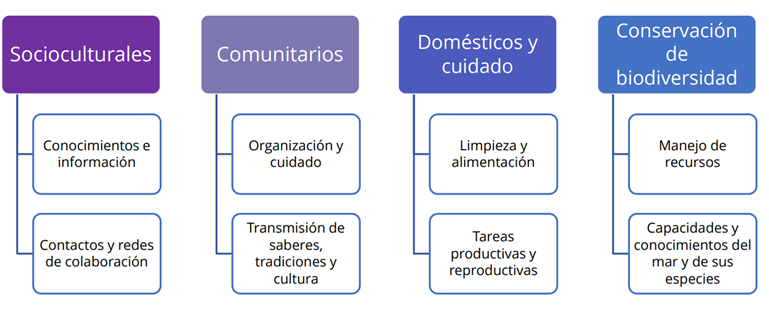 Socioculturales
Conocimientos e
información
Contactos y redes
de colaboración
Comunitarios
Organización y
cuidado
Transmisión de
saberes,
tradiciones y
cultura
Domésticos y
cuidado
Limpieza y
alimentación
Tareas
productivas y
reproductivas
Conservación
de
biodiversidad
Manejo de
recursos
Capacidades y
conocimientos del
mar y de sus
especies